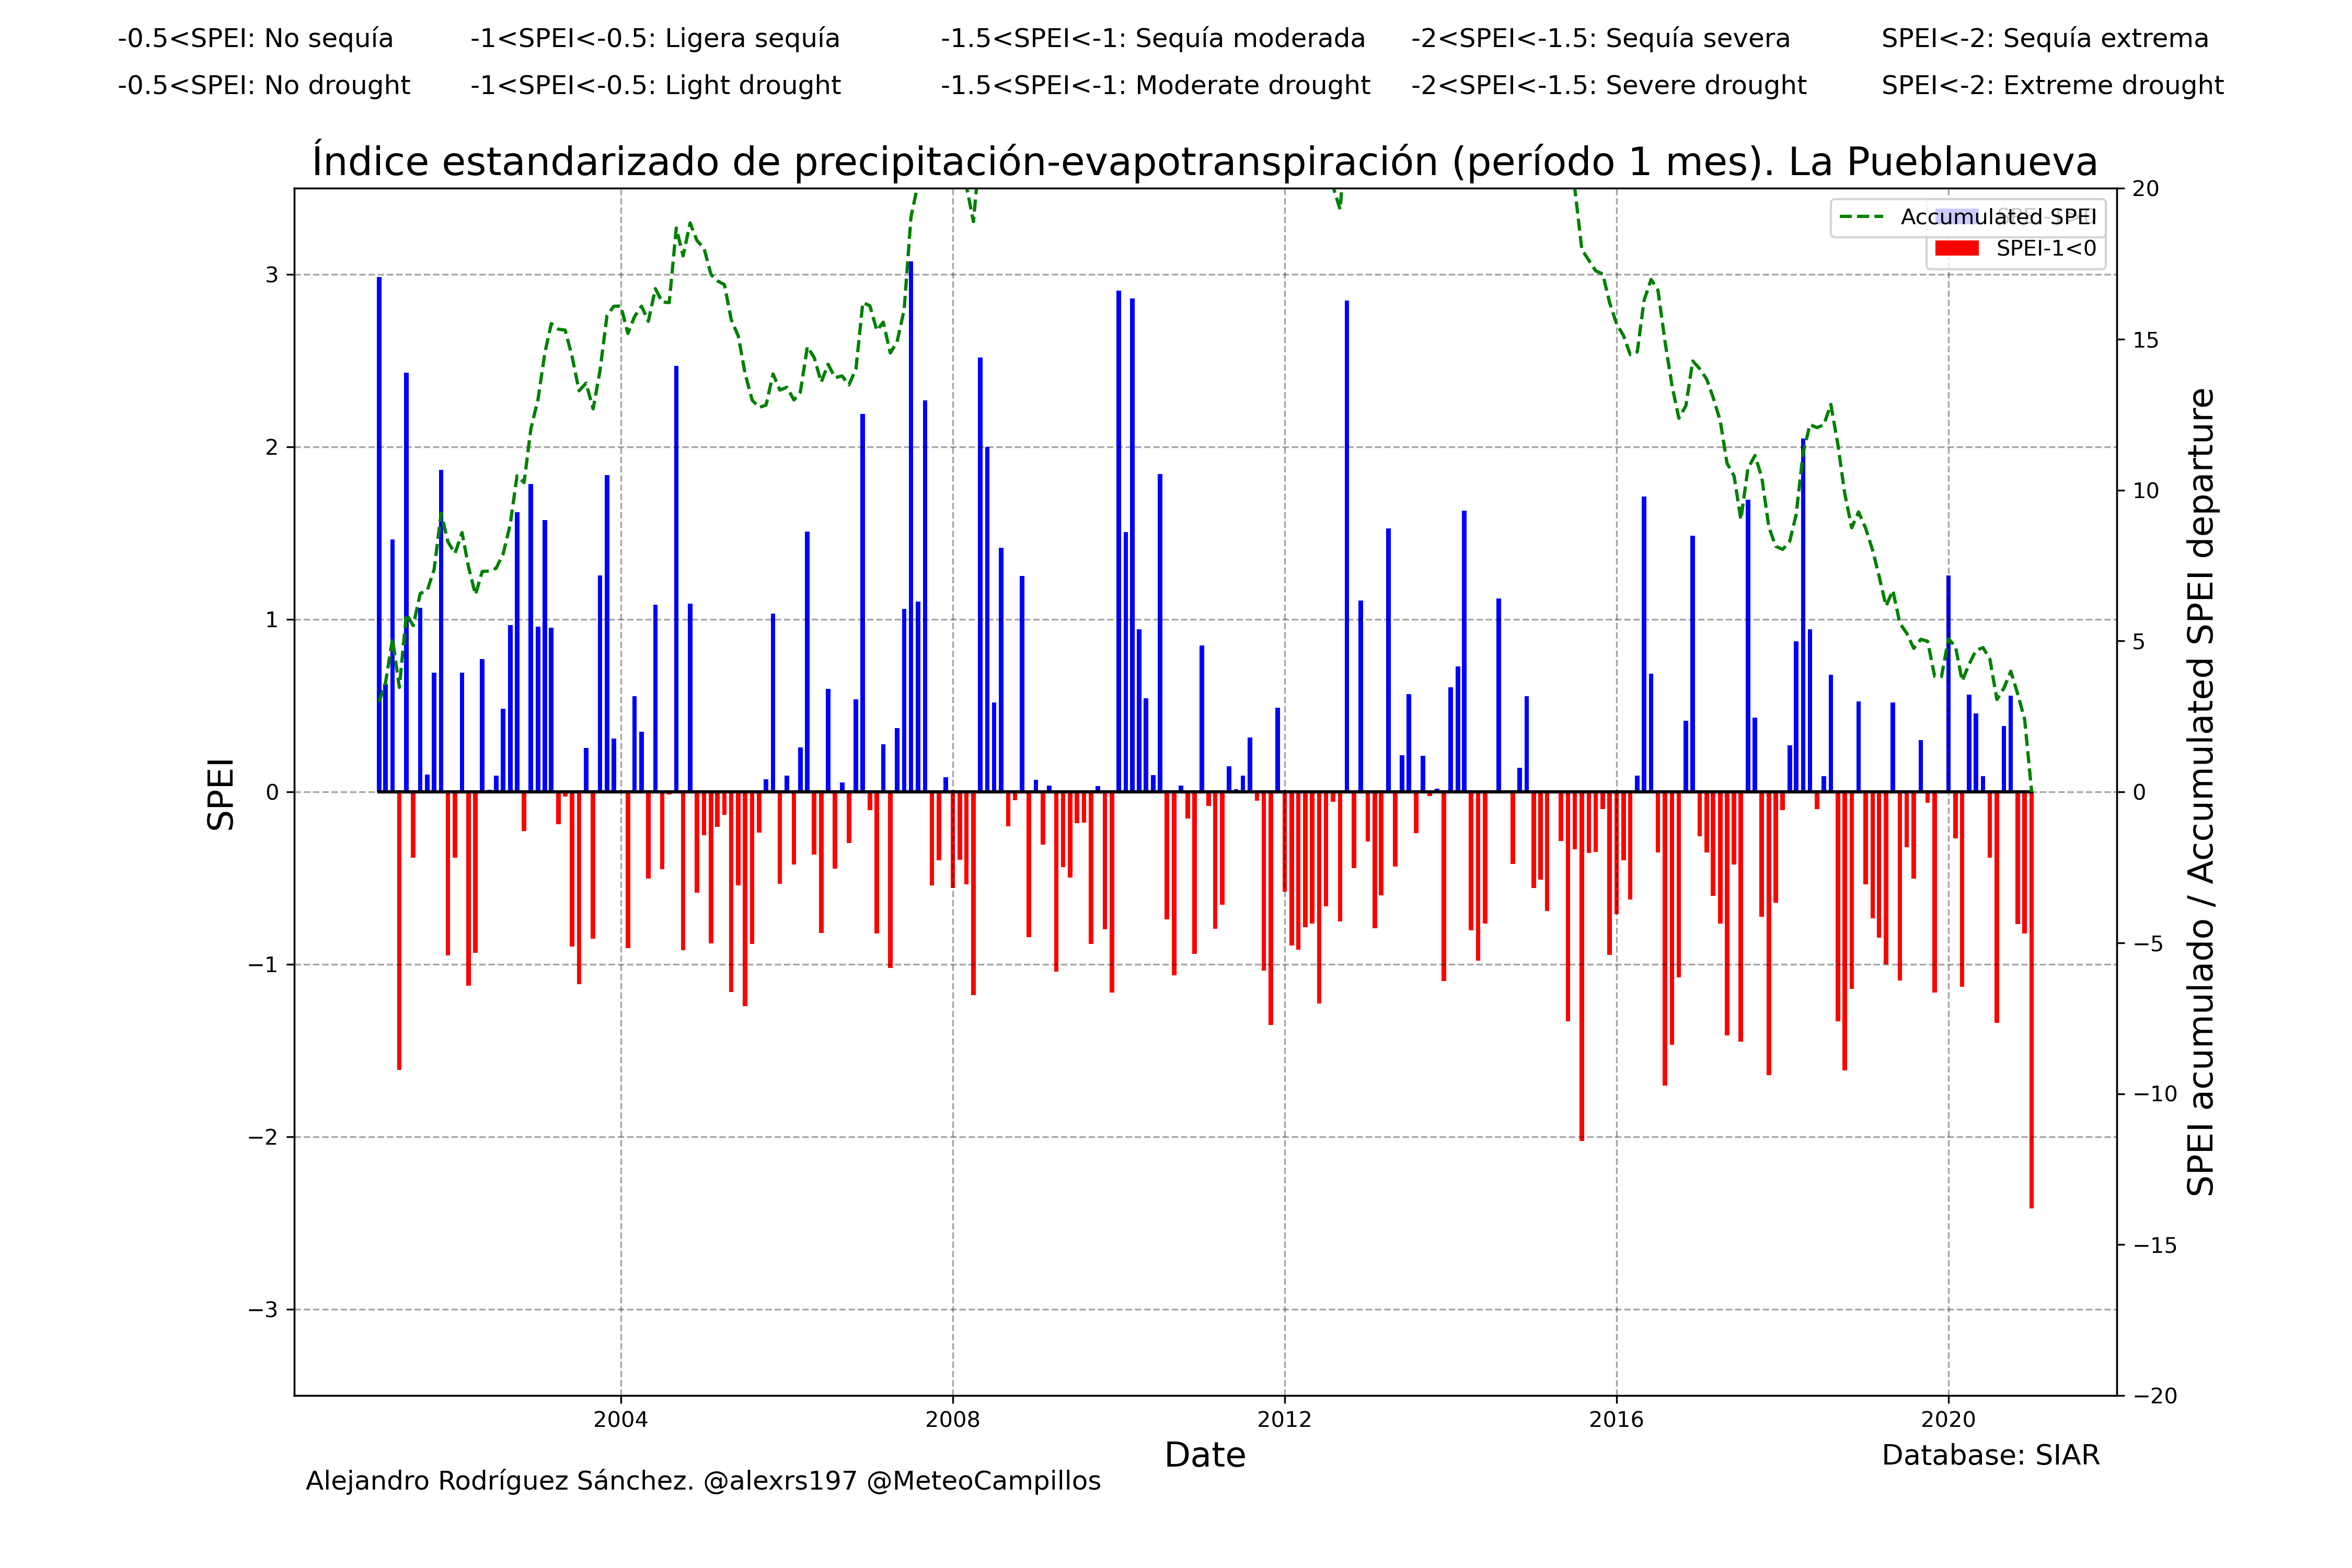 -0.5<SPEI: No sequía -1<SPEI<-0.5: Ligera sequía -1.5<SPEI<-1: Sequía moderada -2<SPEI<-1.5: Sequía severa SPEI<-2: Sequía extrema
-0.5<SPEI: No drought -1<SPEI<-0.5: Light drought -1.5<SPEI<-1: Moderate drought -2<SPEI<-1.5: Severe drought SPEI<-2: Extreme drought
Índice estandarizado de precipitación-evapotranspiración (período 1 mes). La Pueblanueva
Accumulated SPEI
SPEI-1<0
SPEI
3
2
1
0
−1
−2
−3
20
15
10
5
0
−5
−10
−15
−20
SPEI acumulado / Accumulated SPEI departure
2004 2008 2012 2016 2020
Date
Database: SIAR
Alejandro Rodríguez Sánchez. @alexrs197 @MeteoCampillos